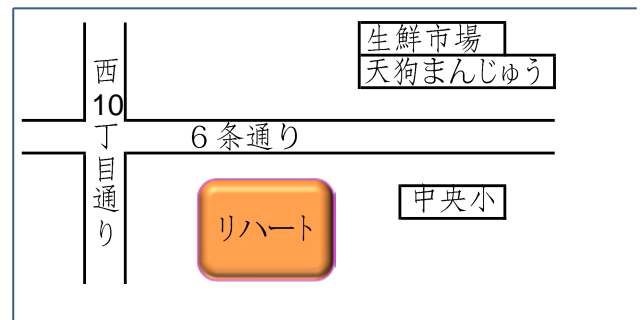 生鮮市場
天狗まんじゅう
西10丁目通り
６条通り
中央小
リハート